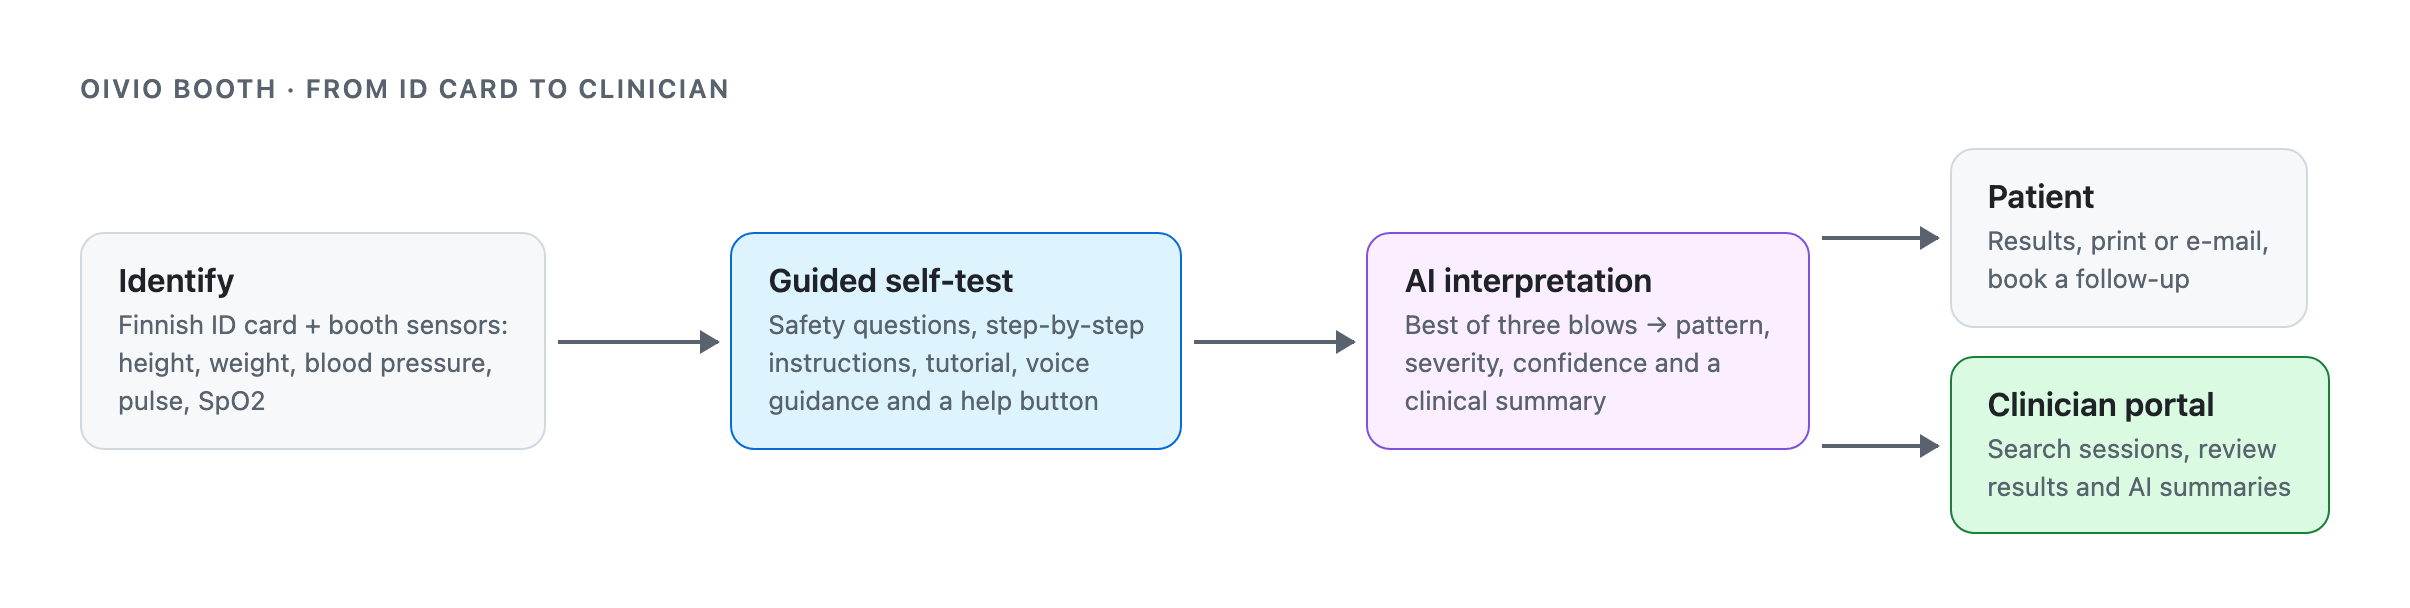 OIVIO BOOTH · FROM ID CARD TO CLINICIAN
Identify
Finnish ID card + booth sensors:
height, weight, blood pressure,
pulse, SpO2
Guided self-test
Safety questions, step-by-step
instructions, tutorial, voice
guidance and a help button
AI interpretation
Best of three blows → pattern,
severity, confidence and a
clinical summary
Patient
Results, print or e-mail,
book a follow-up
Clinician portal
Search sessions, review
results and AI summaries